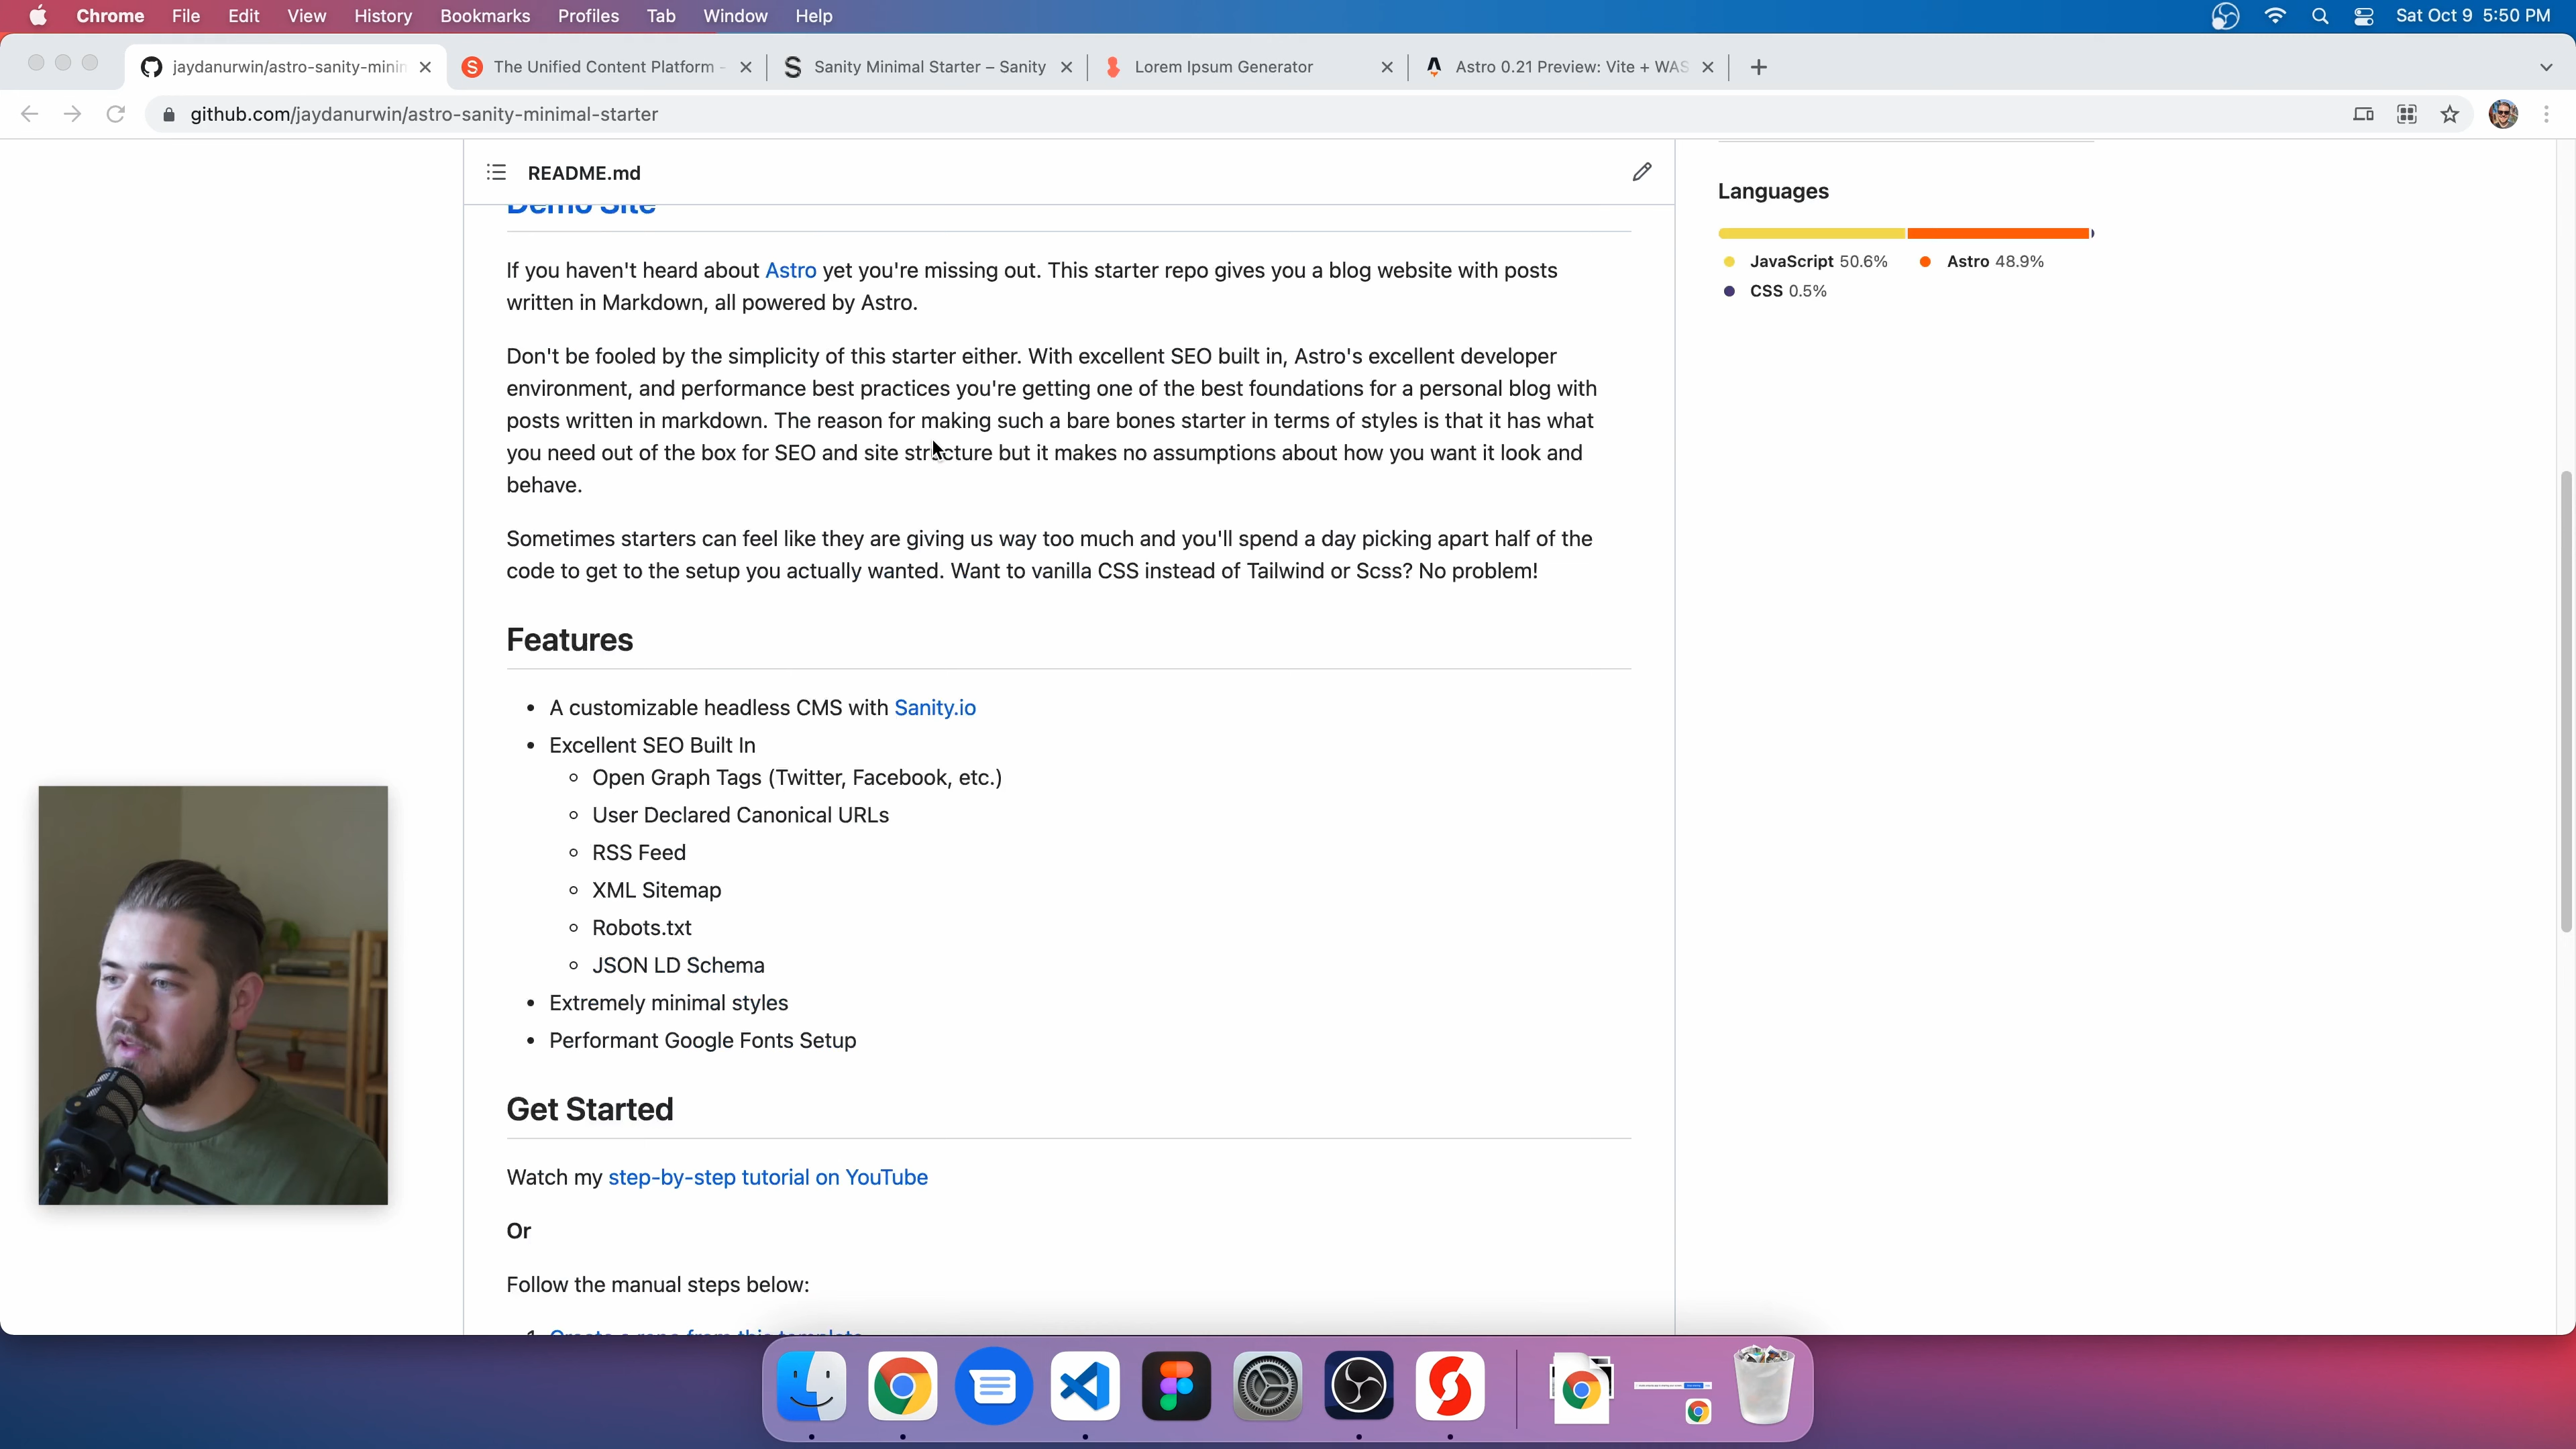 Chrome File Edit View History Bookmarks Profiles Tab Window Help Sat Oct 9 5:50 PM
jaydanurwin/astro-sanity-minin
The Unified Content Platform -
Sanity Minimal Starter – Sanity
Lorem Ipsum Generator
Astro 0.21 Preview: Vite + WAS
github.com/jaydanurwin/astro-sanity-minimal-starter
README.md
Demo Site
If you haven't heard about Astro yet you're missing out. This starter repo gives you a blog website with posts
written in Markdown, all powered by Astro.
Don't be fooled by the simplicity of this starter either. With excellent SEO built in, Astro's excellent developer
environment, and performance best practices you're getting one of the best foundations for a personal blog with
posts written in markdown. The reason for making such a bare bones starter in terms of styles is that it has what
you need out of the box for SEO and site structure but it makes no assumptions about how you want it look and
behave.
Sometimes starters can feel like they are giving us way too much and you'll spend a day picking apart half of the
code to get to the setup you actually wanted. Want to vanilla CSS instead of Tailwind or Scss? No problem!
Features
• A customizable headless CMS with Sanity.io
• Excellent SEO Built In
◦ Open Graph Tags (Twitter, Facebook, etc.)
◦ User Declared Canonical URLs
◦ RSS Feed
◦ XML Sitemap
◦ Robots.txt
◦ JSON LD Schema
• Extremely minimal styles
• Performant Google Fonts Setup
Get Started
Watch my step-by-step tutorial on YouTube
Or
Follow the manual steps below:
1. Create a repo from this template
Languages
JavaScript 50.6% Astro 48.9%
CSS 0.5%